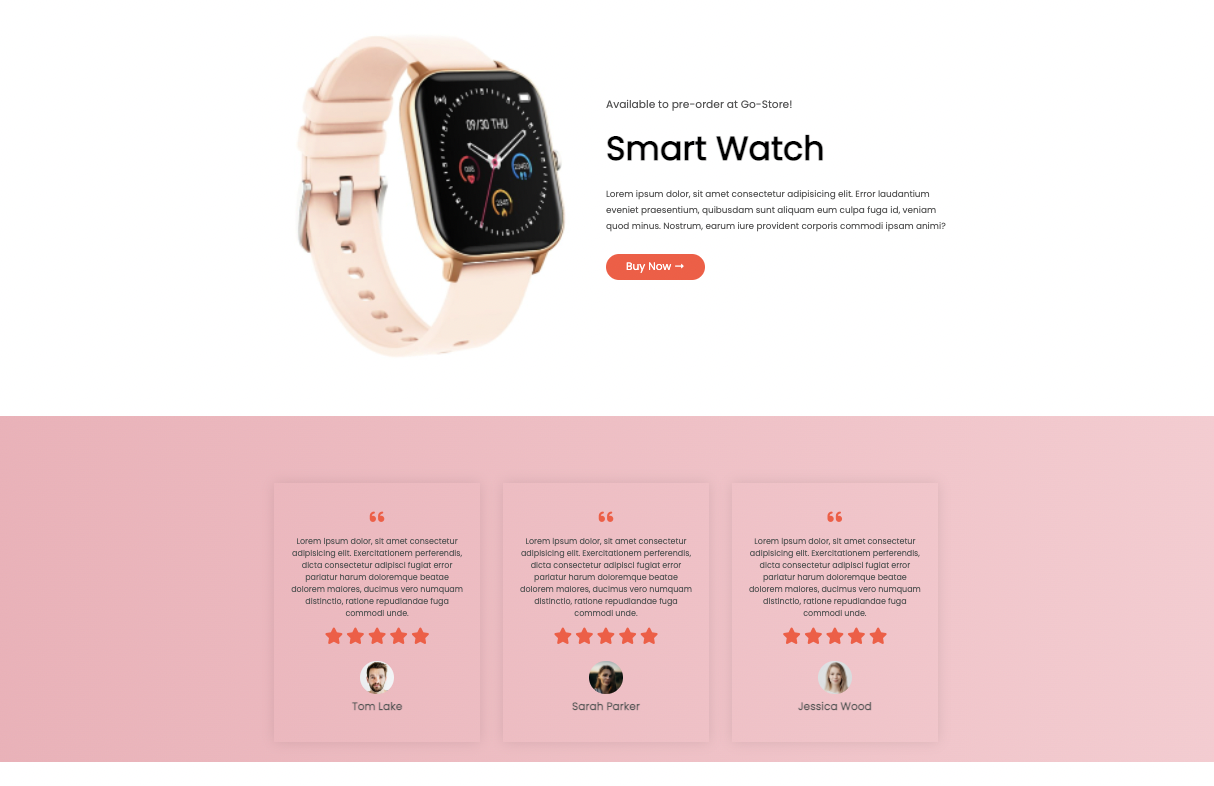 09/30 THU
Available to pre-order at Go-Store!
Smart Watch
Lorem ipsum dolor, sit amet consectetur adipisicing elit. Error laudantium
eveniet praesentium, quibusdam sunt aliquam eum culpa fuga id, veniam
quod minus. Nostrum, earum iure provident corporis commodi ipsam animi?
Buy Now →
“
Lorem ipsum dolor, sit amet consectetur
adipisicing elit. Exercitationem perferendis,
dicta consectetur adipisci fugiat error
pariatur harum doloremque beatae
dolorem maiores, ducimus vero numquam
distinctio, ratione repudiandae fuga
commodi unde.
Tom Lake
“
Lorem ipsum dolor, sit amet consectetur
adipisicing elit. Exercitationem perferendis,
dicta consectetur adipisci fugiat error
pariatur harum doloremque beatae
dolorem maiores, ducimus vero numquam
distinctio, ratione repudiandae fuga
commodi unde.
Sarah Parker
“
Lorem ipsum dolor, sit amet consectetur
adipisicing elit. Exercitationem perferendis,
dicta consectetur adipisci fugiat error
pariatur harum doloremque beatae
dolorem maiores, ducimus vero numquam
distinctio, ratione repudiandae fuga
commodi unde.
Jessica Wood